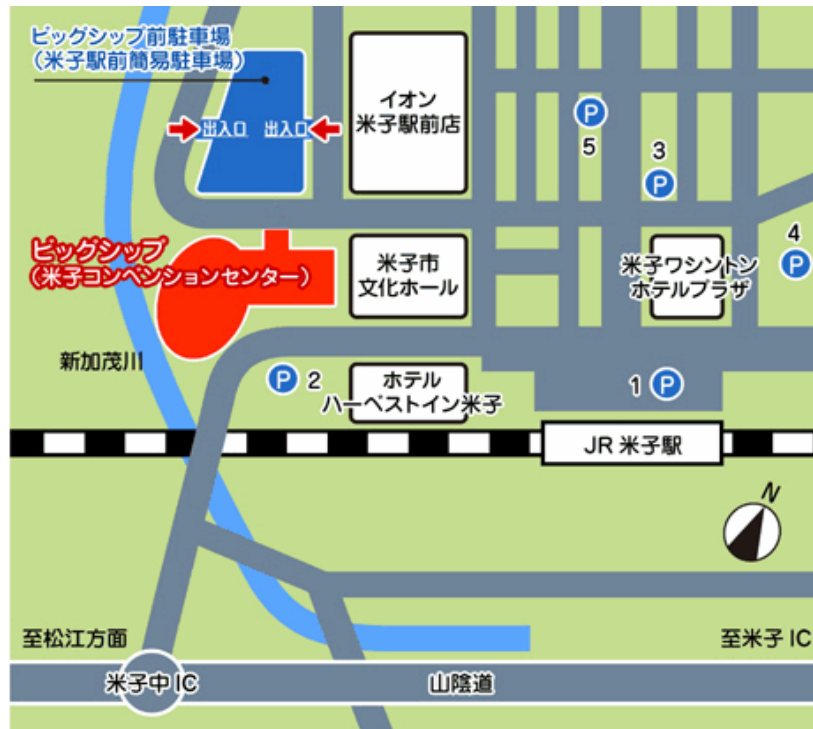 ビッグシップ前駐車場
（米子駅前簡易駐車場）
出入口
出入口
イオン
米子駅前店
P
5
3
P
4
P
ビッグシップ
（米子コンベンションセンター）
米子市
文化ホール
米子ワシントン
ホテルプラザ
新加茂川
P 2
ホテル
ハーベストイン米子
1 P
JR 米子駅
N
至松江方面
至米子 IC
米子中 IC
山陰道